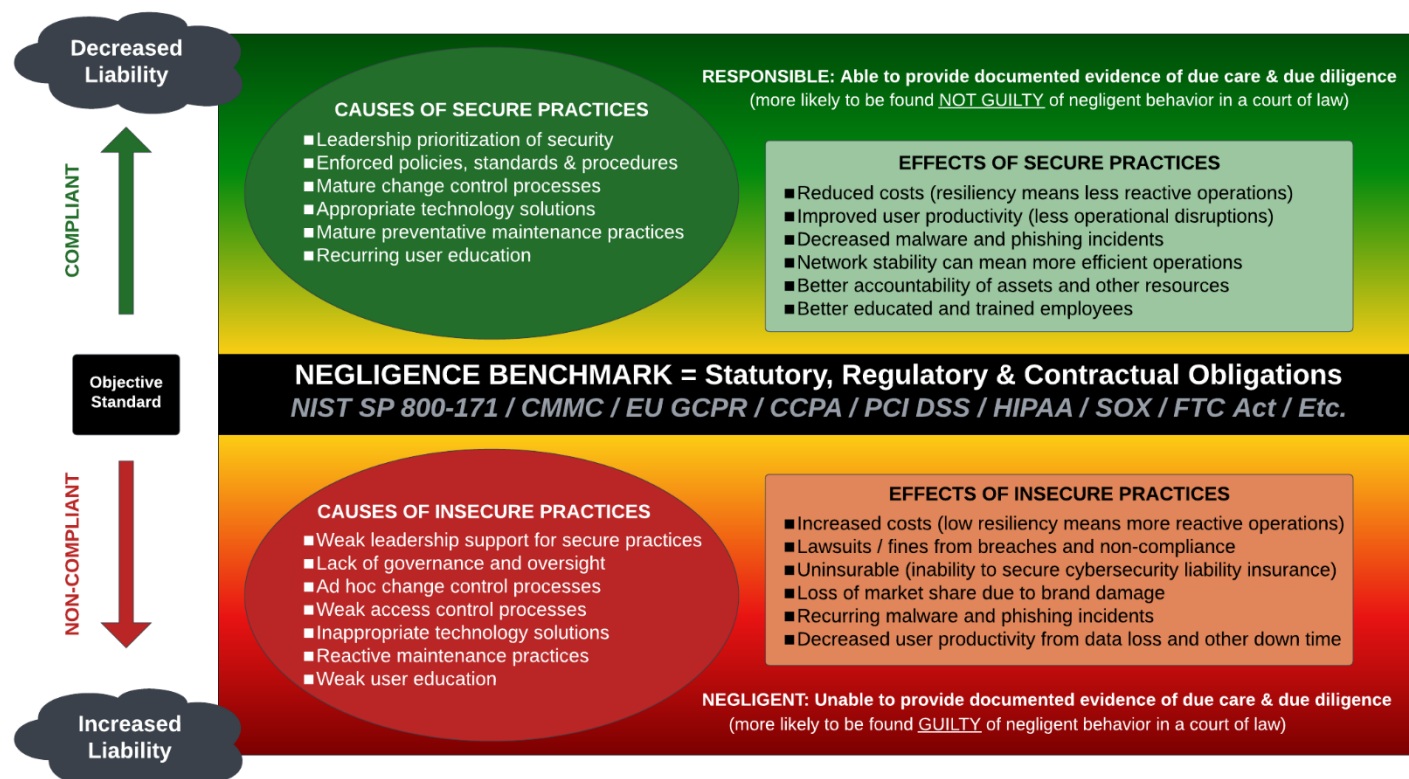 Decreased
Liability
COMPLIANT
Objective
Standard
NON-COMPLIANT
Increased
Liability
CAUSES OF SECURE PRACTICES
■Leadership prioritization of security
■Enforced policies, standards & procedures
■Mature change control processes
■Appropriate technology solutions
■Mature preventative maintenance practices
■Recurring user education
RESPONSIBLE: Able to provide documented evidence of due care & due diligence
(more likely to be found NOT GUILTY of negligent behavior in a court of law)
EFFECTS OF SECURE PRACTICES
■Reduced costs (resiliency means less reactive operations)
■Improved user productivity (less operational disruptions)
■Decreased malware and phishing incidents
■Network stability can mean more efficient operations
■Better accountability of assets and other resources
■Better educated and trained employees
NEGLIGENCE BENCHMARK = Statutory, Regulatory & Contractual Obligations
NIST SP 800-171 / CMMC / EU GCPR / CCPA / PCI DSS / HIPAA / SOX / FTC Act / Etc.
CAUSES OF INSECURE PRACTICES
■Weak leadership support for secure practices
■Lack of governance and oversight
■Ad hoc change control processes
■Weak access control processes
■Inappropriate technology solutions
■Reactive maintenance practices
■Weak user education
EFFECTS OF INSECURE PRACTICES
■Increased costs (low resiliency means more reactive operations)
■Lawsuits / fines from breaches and non-compliance
■Uninsurable (inability to secure cybersecurity liability insurance)
■Loss of market share due to brand damage
■Recurring malware and phishing incidents
■Decreased user productivity from data loss and other down time
NEGLIGENT: Unable to provide documented evidence of due care & due diligence
(more likely to be found GUILTY of negligent behavior in a court of law)